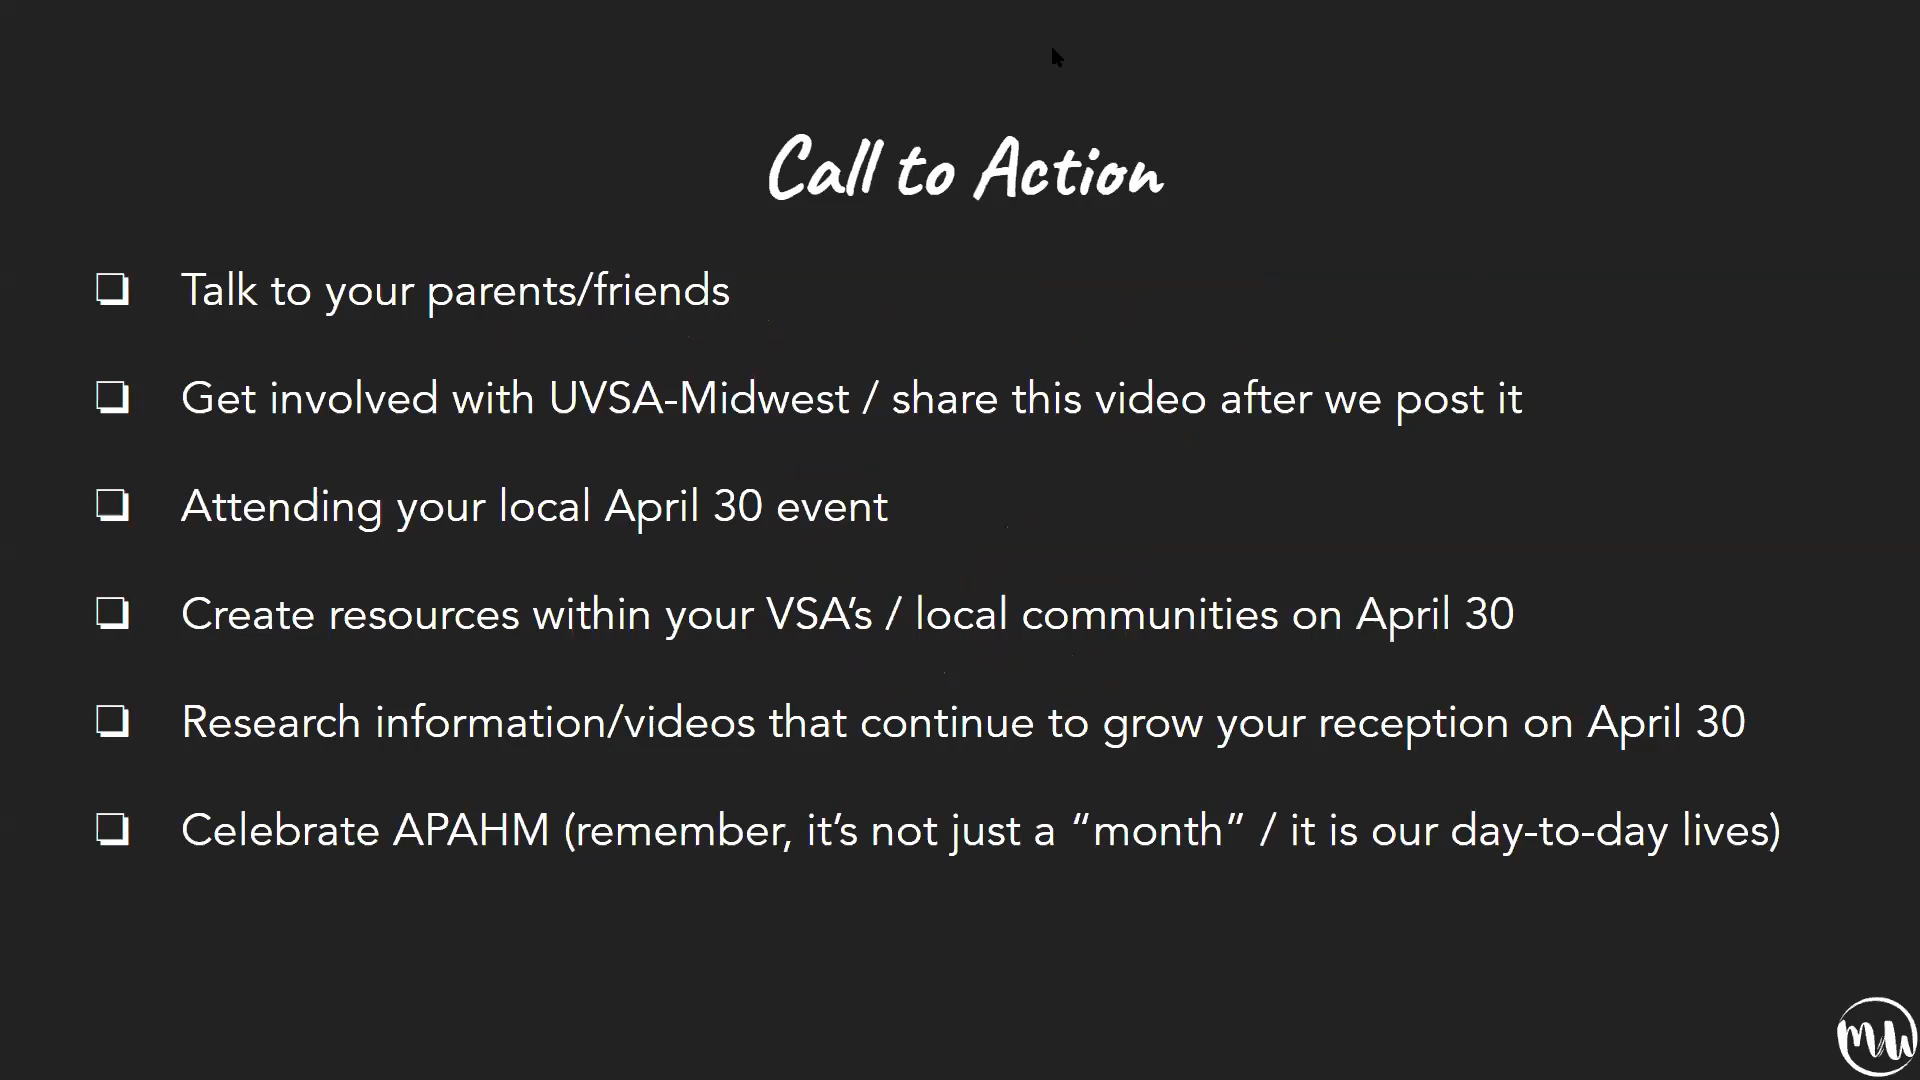 Call to Action
❏ Talk to your parents/friends
❏ Get involved with UVSA-Midwest / share this video after we post it
❏ Attending your local April 30 event
❏ Create resources within your VSA’s / local communities on April 30
❏ Research information/videos that continue to grow your reception on April 30
❏ Celebrate APAHM (remember, it’s not just a “month” / it is our day-to-day lives)
MW